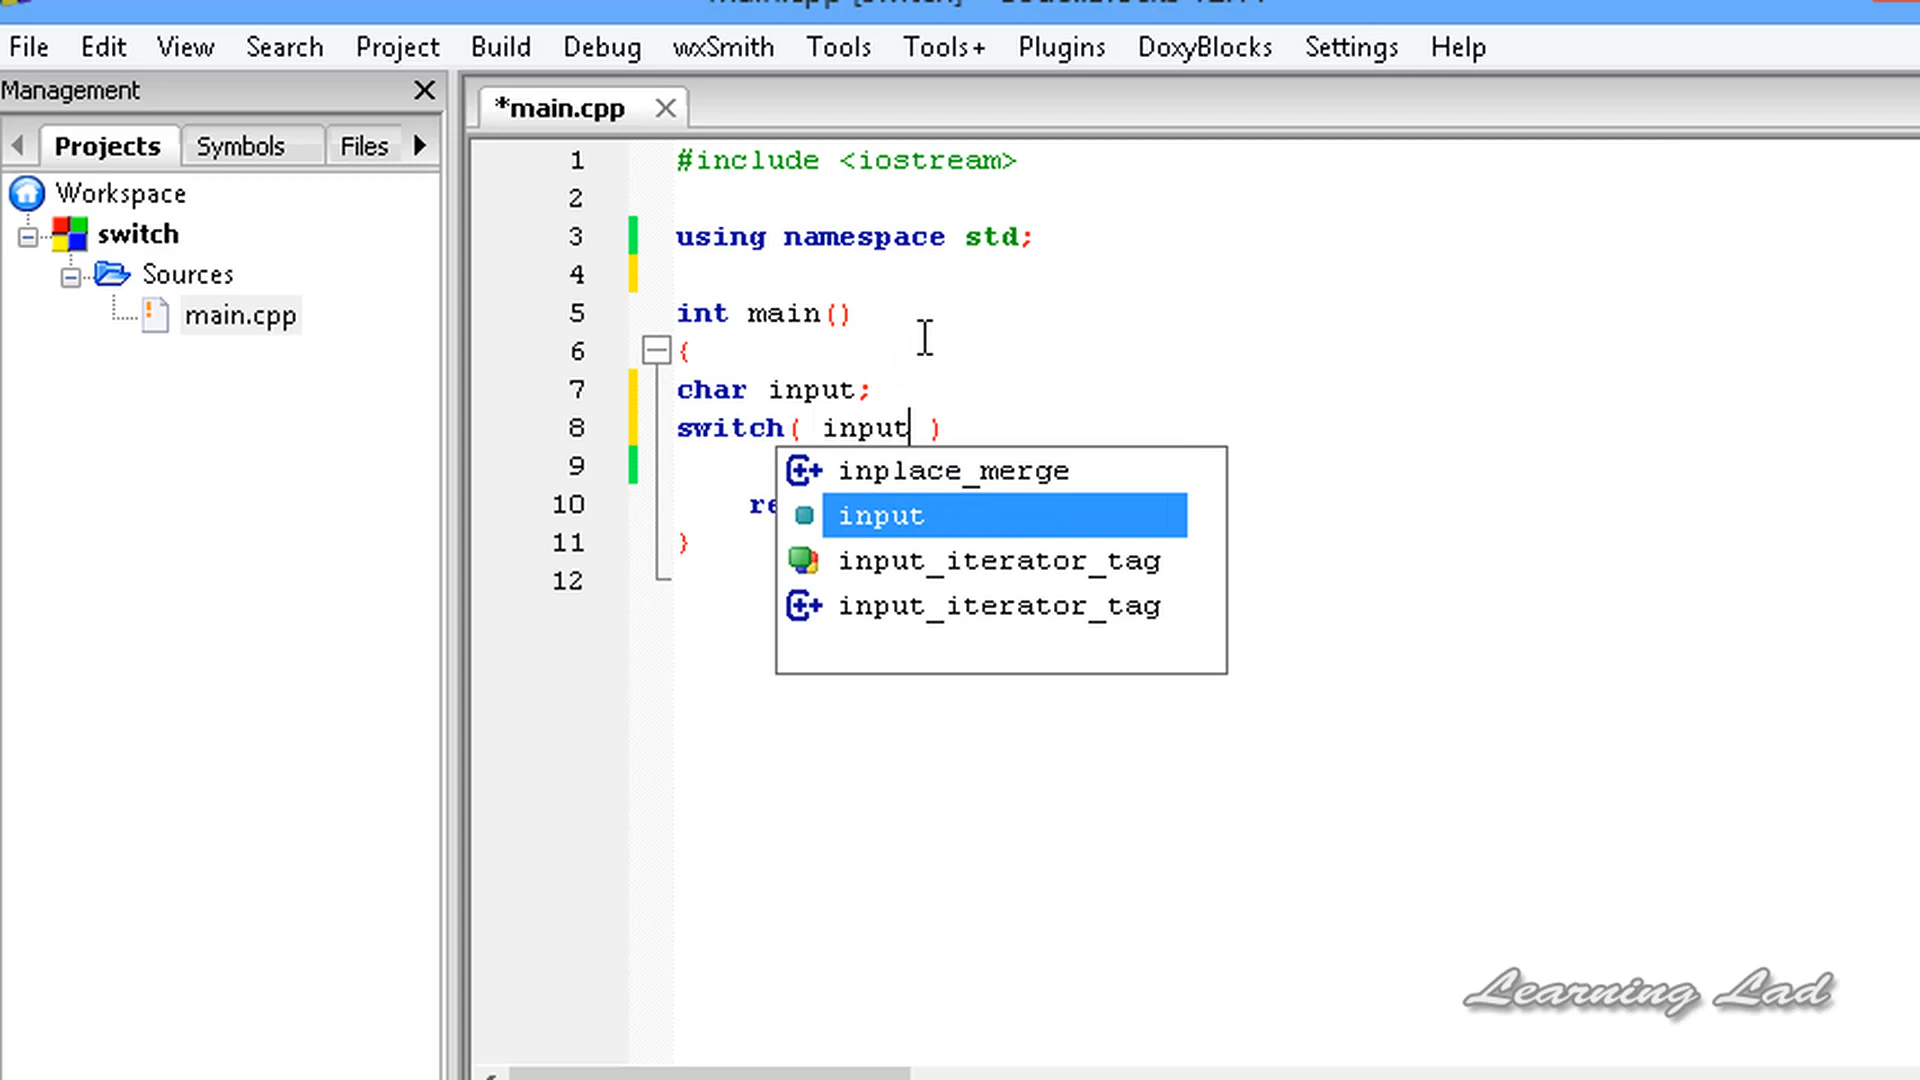 File Edit View Search Project Build Debug wxSmith Tools Tools+ Plugins DoxyBlocks Settings Help
Management
*main.cpp
Projects Symbols Files
Workspace
switch
Sources
main.cpp
1 #include <iostream>
2
3 using namespace std;
4
5 int main()
6 {
7 char input;
8 switch( input )
9
10 re
11 }
12
inplace_merge
input
input_iterator_tag
input_iterator_tag
Learning Lad